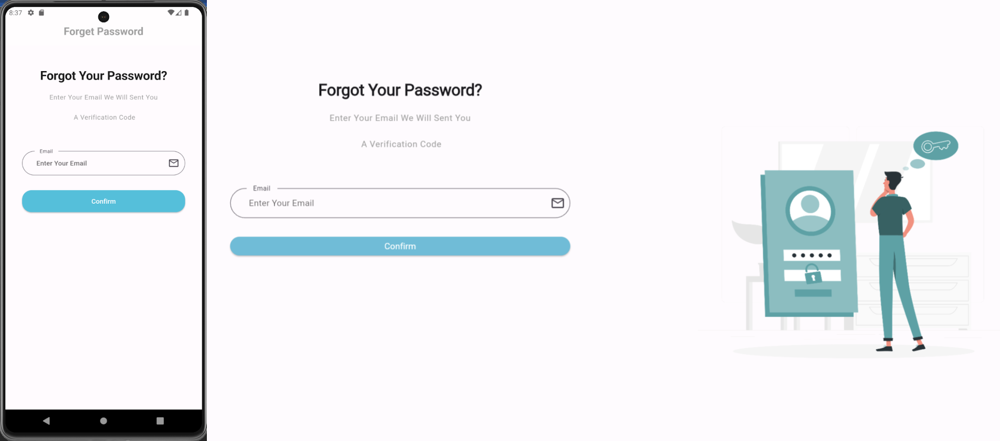 8:37
Forget Password
Forgot Your Password?
Enter Your Email We Will Sent You
A Verification Code
Email
Enter Your Email
Confirm
Forgot Your Password?
Enter Your Email We Will Sent You
A Verification Code
Email
Enter Your Email
Confirm